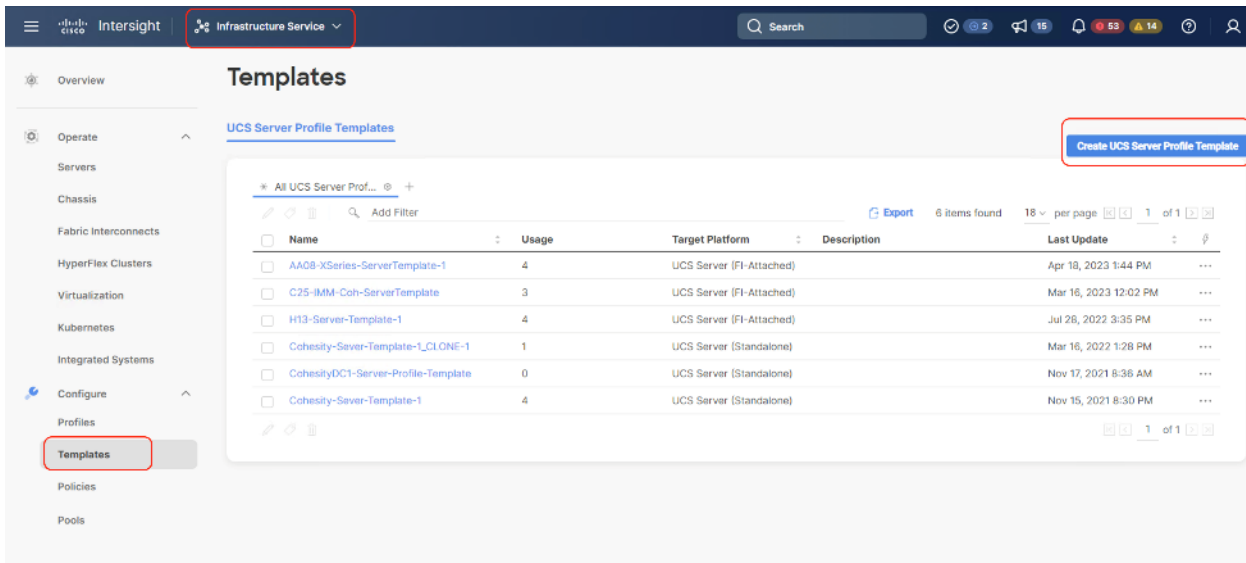 cisco Intersight Infrastructure Service Search 2 15 53 14
Templates
Overview
UCS Server Profile Templates
Operate
Create UCS Server Profile Template
Servers
All UCS Server Prof...
Chassis
Add Filter Export 6 items found 18 per page 1 of 1
Fabric Interconnects
Name Usage Target Platform Description Last Update
HyperFlex Clusters
AA08-XSeries-ServerTemplate-1 4 UCS Server (FI-Attached) Apr 18, 2023 1:44 PM
Virtualization
C25-IMM-Coh-ServerTemplate 3 UCS Server (FI-Attached) Mar 16, 2023 12:02 PM
Kubernetes
H13-Server-Template-1 4 UCS Server (FI-Attached) Jul 28, 2022 3:35 PM
Integrated Systems
Cohesity-Sever-Template-1_CLONE-1 1 UCS Server (Standalone) Mar 16, 2022 1:28 PM
Configure
CohesityDC1-Server-Profile-Template 0 UCS Server (Standalone) Nov 17, 2021 8:36 AM
Cohesity-Sever-Template-1 4 UCS Server (Standalone) Nov 15, 2021 8:30 PM
Profiles
1 of 1
Templates
Policies
Pools